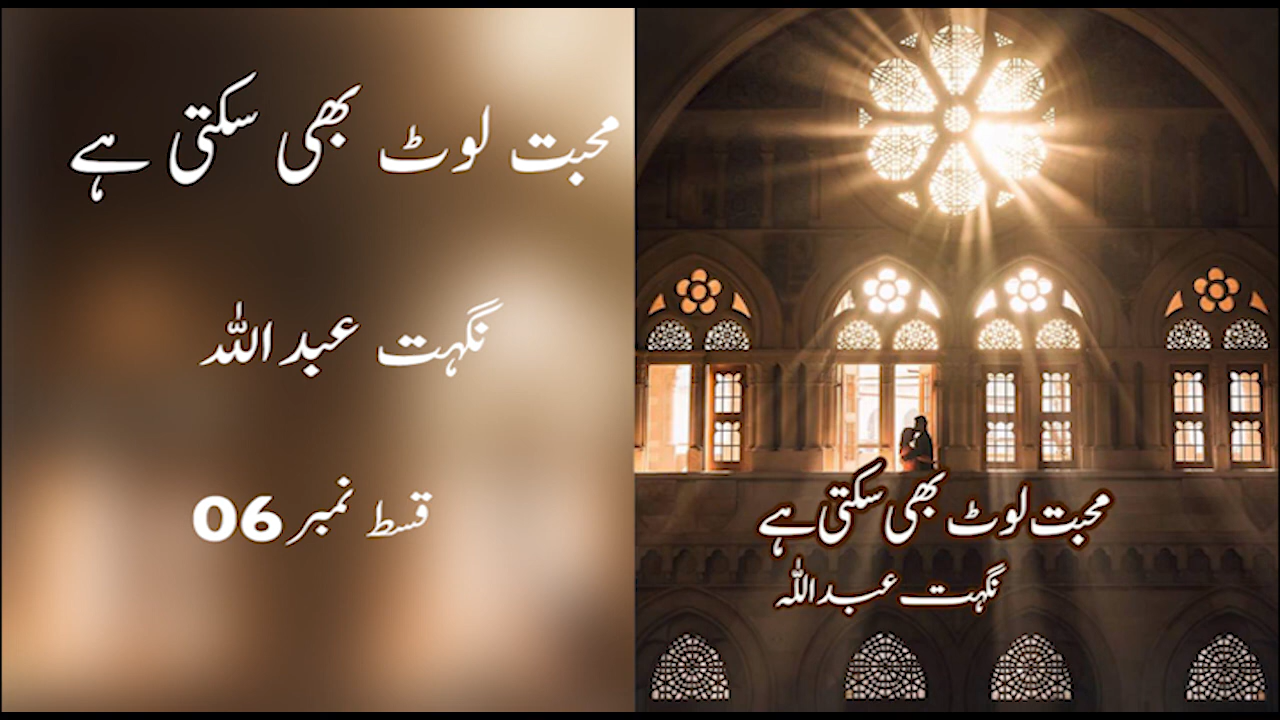 محبت لوٹ بھی سکتی ہے
نگہت عبداللہ
قسط نمبر 06
محبت لوٹ بھی سکتی ہے
نگہت عبداللہ